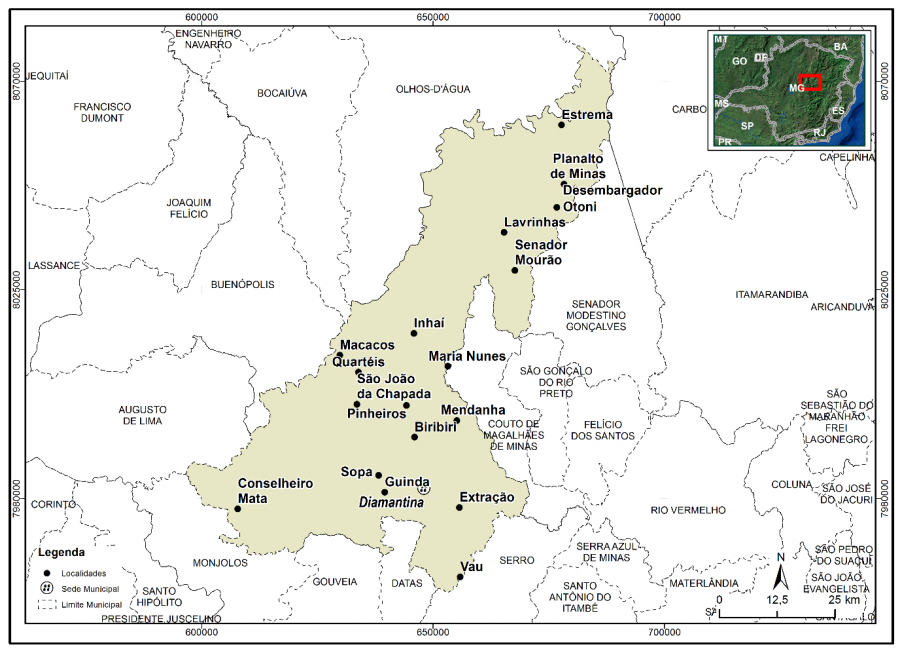 600000
650000
700000
ENGENHEIRO
NAVARRO
MT
BA
GO
DF
MG
MS
ES
SP
RJ
PR
8070000
8070000
JEQUITAÍ
BOCAIÚVA
OLHOS-D'ÁGUA
FRANCISCO
DUMONT
CARBO
Estrema
CAPELINHA
Planalto
de Minas
Desembargador
Otoni
JOAQUIM
FELÍCIO
Lavrinhas
Senador
Mourão
LASSANCE
BUENÓPOLIS
8025000
8025000
ITAMARANDIBA
ARICANDUVA
SENADOR
MODESTINO
GONÇALVES
Inhaí
Macacos
Quartéis
Maria Nunes
São João
da Chapada
SÃO GONÇALO
DO RIO
PRETO
Pinheiros
Mendanha
Biribiri
AUGUSTO
DE LIMA
COUTO DE
MAGALHÃES
DE MINAS
FELÍCIO
DOS SANTOS
SÃO
SEBASTIÃO DO
MARANHÃO
FREI
LAGONEGRO
Sopa
Guinda
Diamantina
Conselheiro
Mata
Extração
COLUNA
SÃO JOSÉ
DO JACURI
CORINTO
7980000
7980000
RIO VERMELHO
Legenda
Localidades
Sede Municipal
Limite Municipal
MONJOLOS
GOUVEIA
DATAS
Vau
SERRO
SERRA AZUL
DE MINAS
SANTO
ANTÔNIO DO
ITAMBÉ
MATERLÂNDIA
SÃO PEDRO
DO SUAÇUÍ
SÃO JOÃO
EVANGELISTA
SANTO
HIPÓLITO
PRESIDENTE JUSCELINO
N
0
12,5
25 km
600000
650000
700000